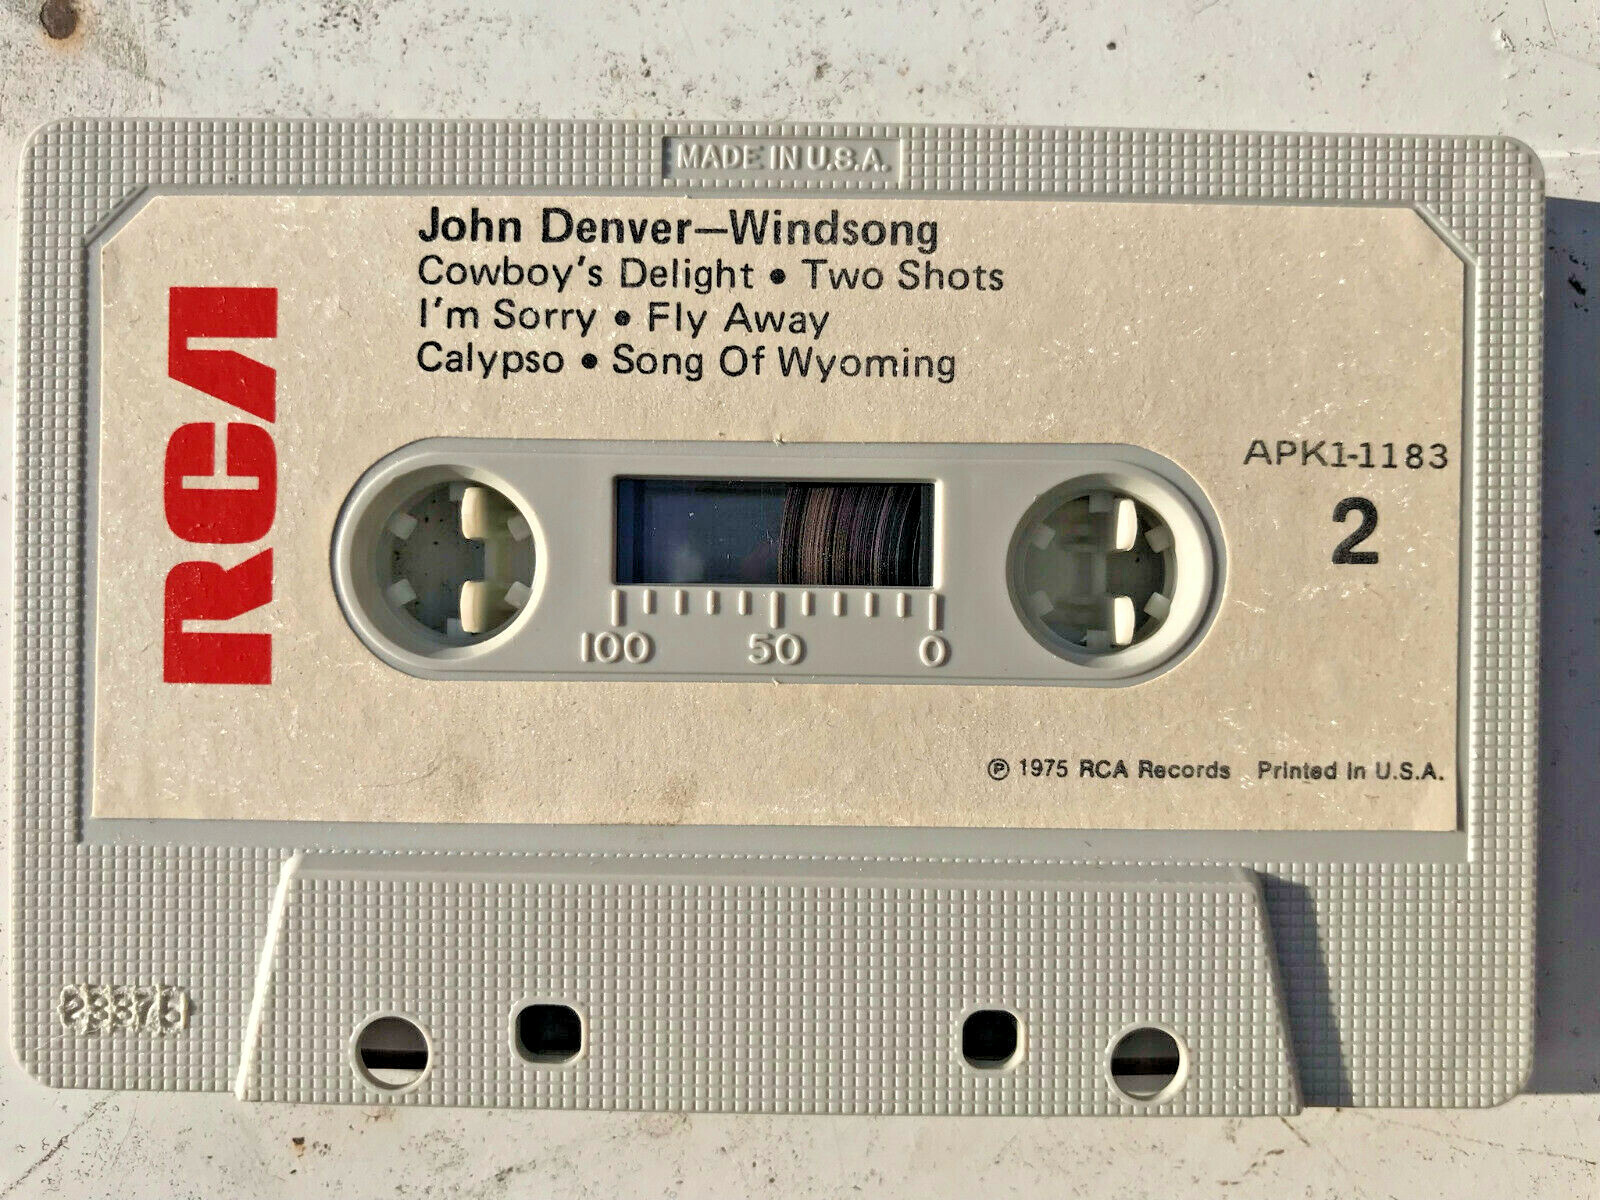 MADE IN U.S.A.
John Denver—Windsong
Cowboy's Delight • Two Shots
I'm Sorry • Fly Away
Calypso • Song Of Wyoming
RCA
APK1-1183
2
100 50 0
℗ 1975 RCA Records Printed In U.S.A.